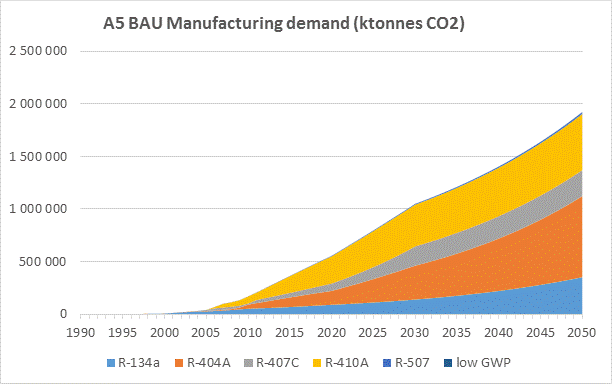 A5 BAU Manufacturing demand (ktonnes CO2)
2 500 000
2 000 000
1 500 000
1 000 000
500 000
0
1990 1995 2000 2005 2010 2015 2020 2025 2030 2035 2040 2045 2050
R-134a R-404A R-407C R-410A R-507 low GWP